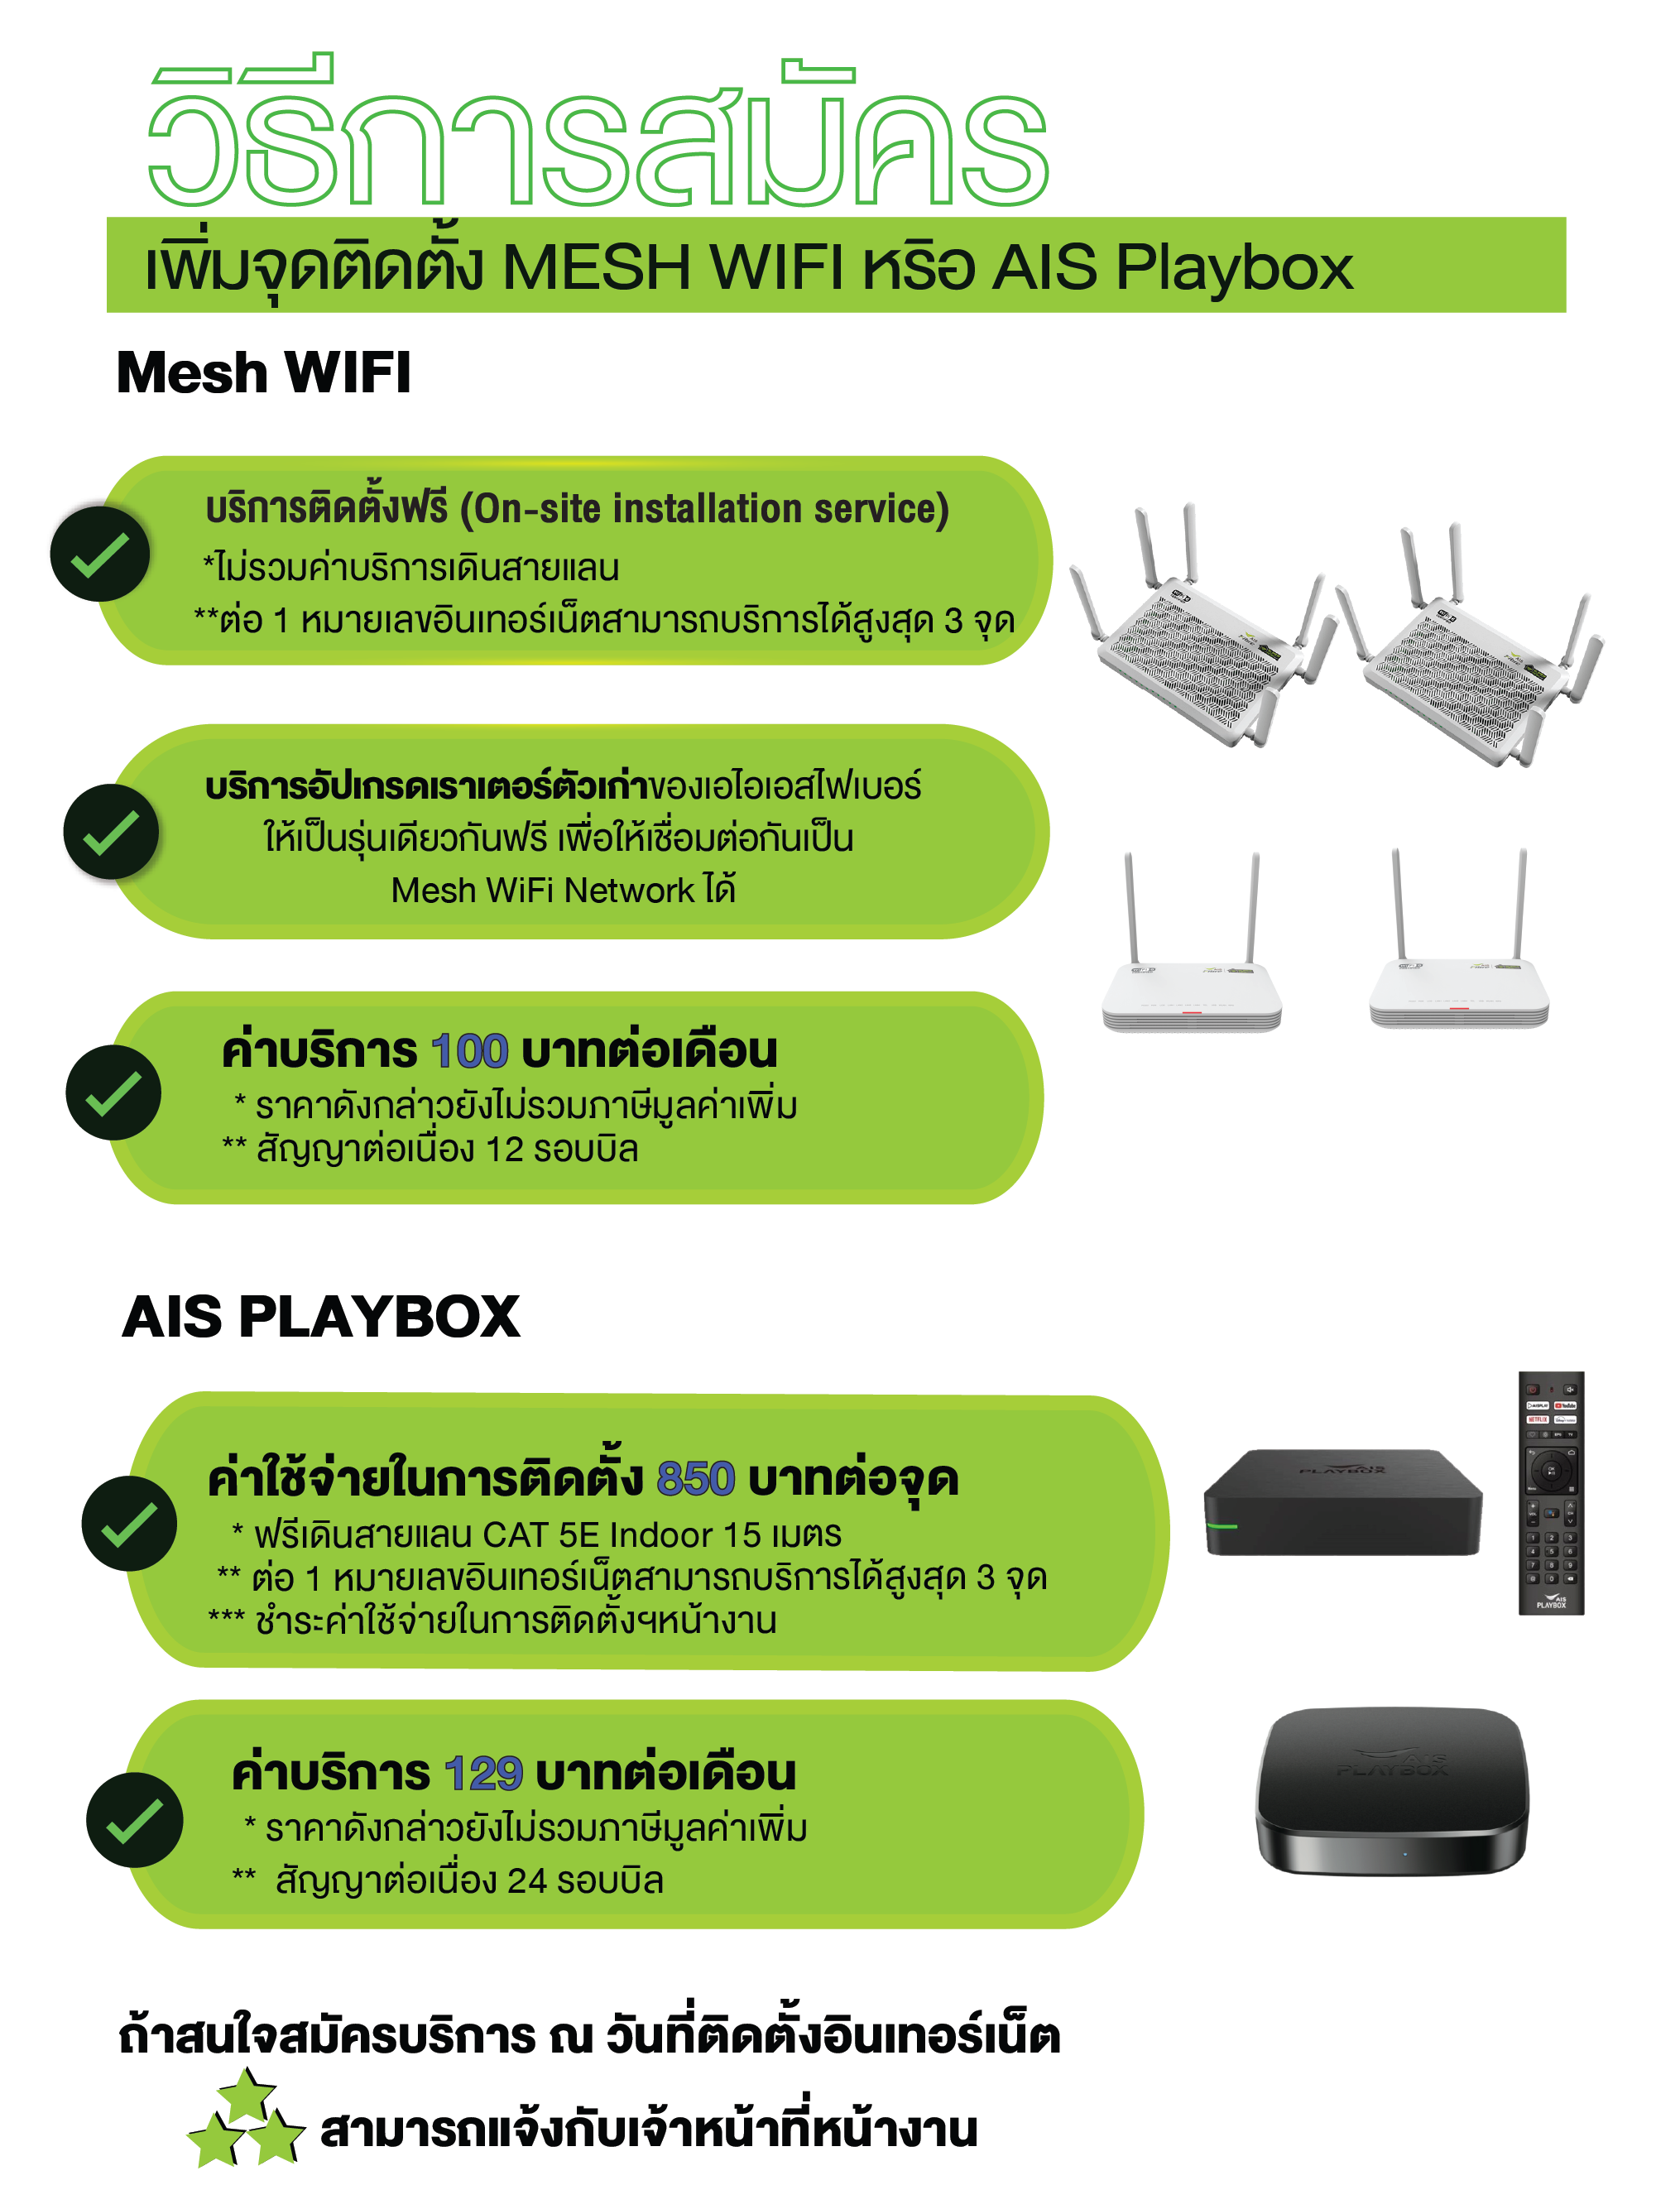 วิธีการสมัคร
เพิ่มจุดติดตั้ง MESH WIFI หรือ AIS Playbox
Mesh WIFI
บริการติดตั้งฟรี (On-site installation service)
*ไม่รวมค่าบริการเดินสายแลน
**ต่อ 1 หมายเลขอินเทอร์เน็ตสามารถบริการได้สูงสุด 3 จุด
บริการอัปเกรดเราเตอร์ตัวเก่าของเอไอเอสไฟเบอร์
ให้เป็นรุ่นเดียวกันฟรี เพื่อให้เชื่อมต่อกันเป็น
Mesh WiFi Network ได้
ค่าบริการ 100 บาทต่อเดือน
* ราคาดังกล่าวยังไม่รวมภาษีมูลค่าเพิ่ม
** สัญญาต่อเนื่อง 12 รอบบิล
AIS PLAYBOX
ค่าใช้จ่ายในการติดตั้ง 850 บาทต่อจุด
* ฟรีเดินสายแลน CAT 5E Indoor 15 เมตร
** ต่อ 1 หมายเลขอินเทอร์เน็ตสามารถบริการได้สูงสุด 3 จุด
*** ชำระค่าใช้จ่ายในการติดตั้งฯหน้างาน
AIS
PLAYBOX
YouTube
NETFLIX
1 2 3
4 5 6
7 8 9
0
AIS
PLAYBOX
ค่าบริการ 129 บาทต่อเดือน
* ราคาดังกล่าวยังไม่รวมภาษีมูลค่าเพิ่ม
** สัญญาต่อเนื่อง 24 รอบบิล
AIS
PLAYBOX
ถ้าสนใจสมัครบริการ ณ วันที่ติดตั้งอินเทอร์เน็ต
สามารถแจ้งกับเจ้าหน้าที่หน้างาน